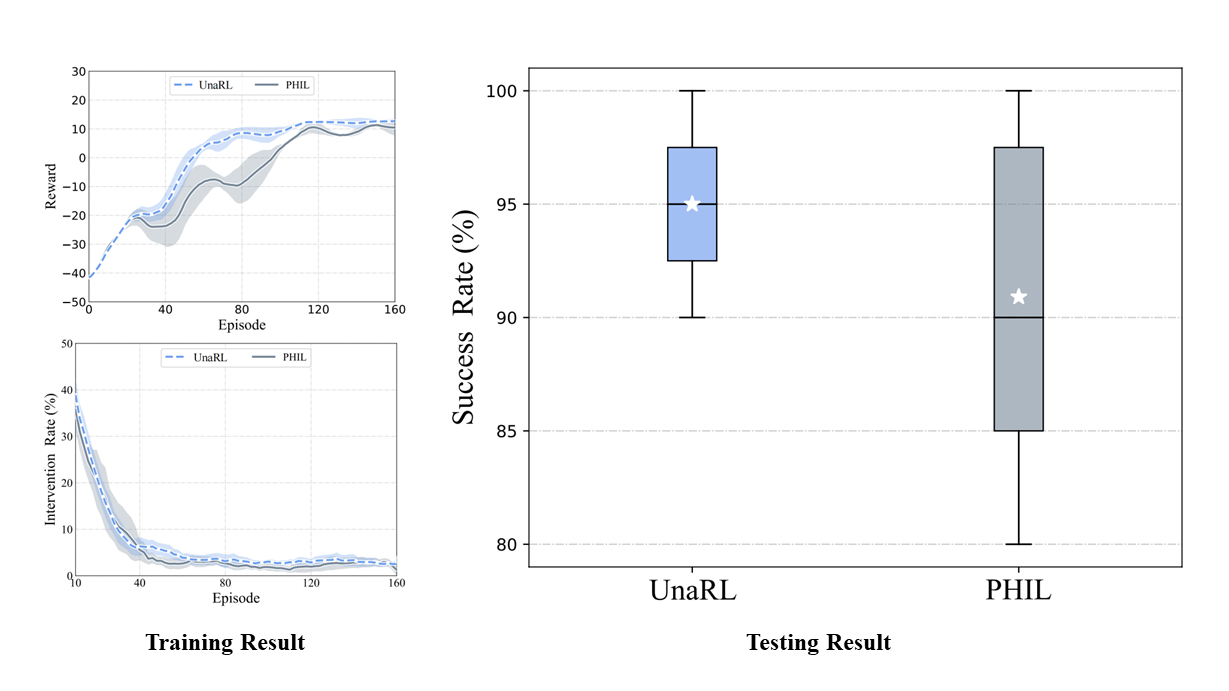 UnaRL PHIL
30
20
10
0
−10
−20
−30
−40
−50
Reward
0 40 80 120 160
Episode
UnaRL PHIL
50
40
30
20
10
0
Intervention Rate (%)
10 40 80 120 160
Episode
Training Result
100
95
90
85
80
Success Rate (%)
UnaRL PHIL
Testing Result